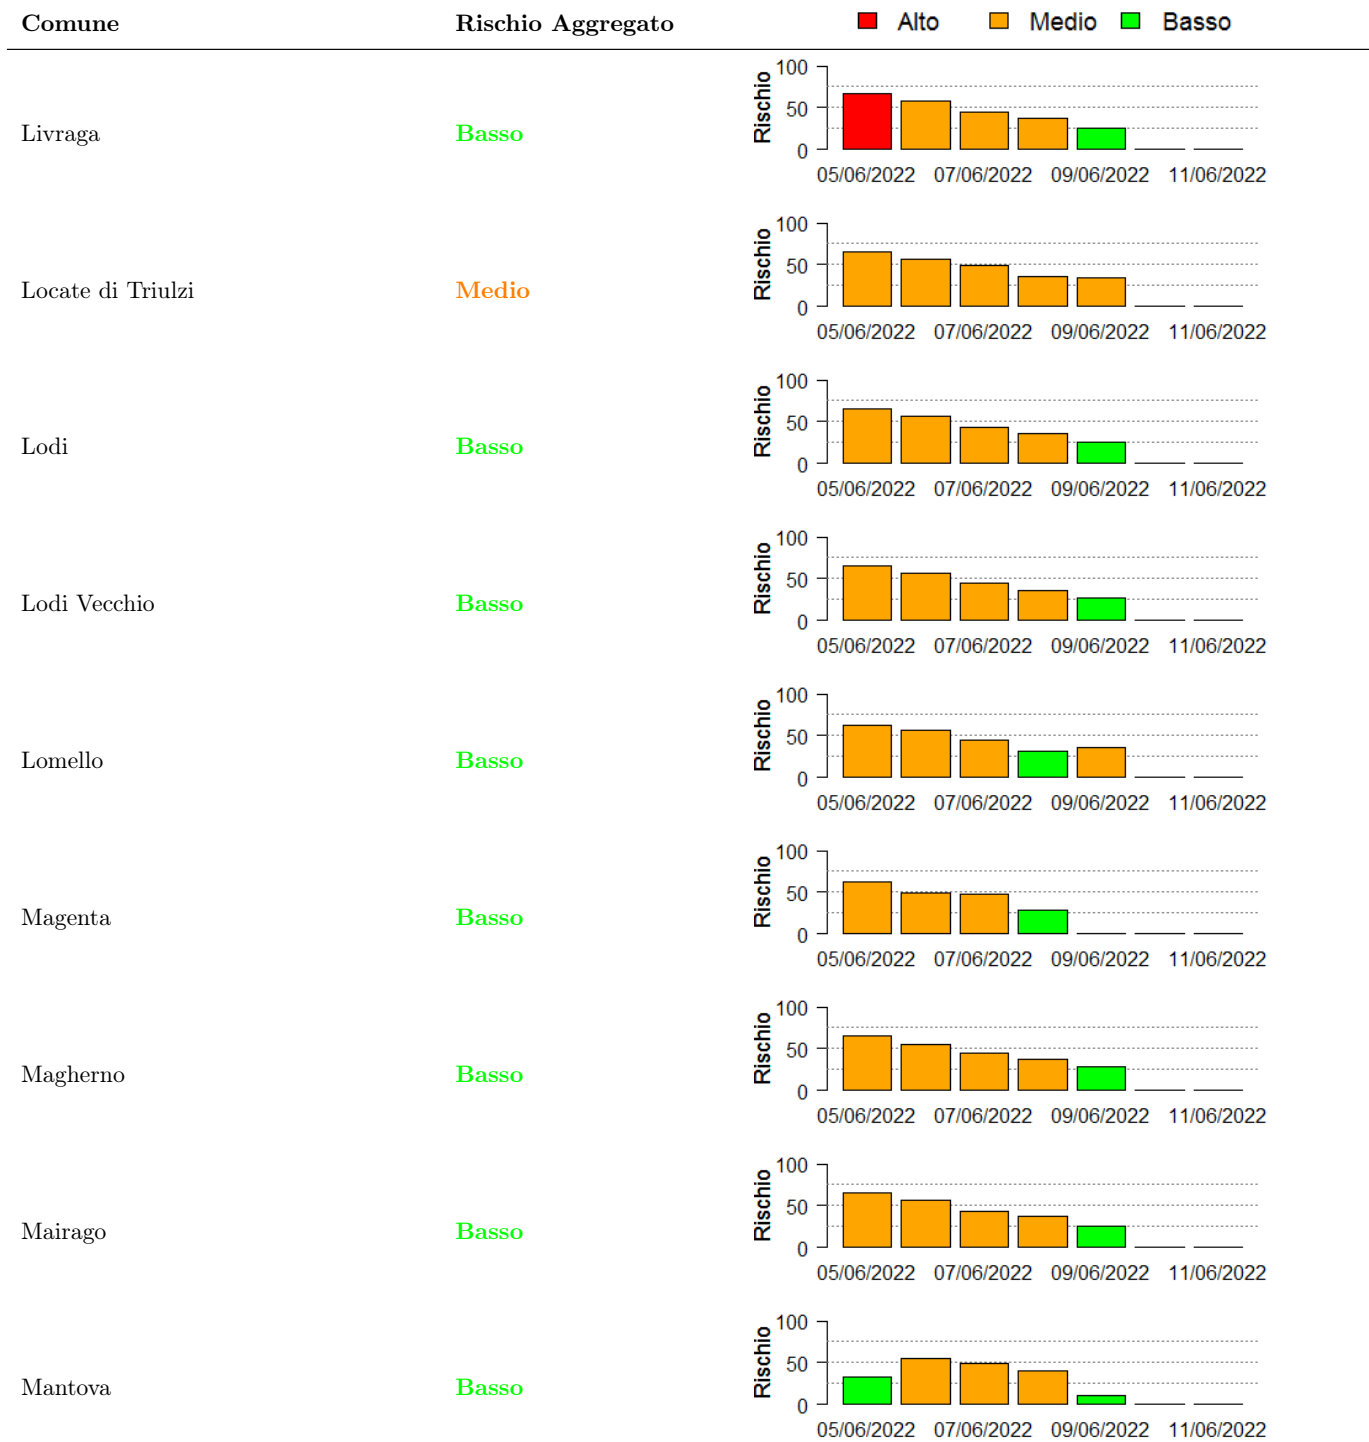 Comune Rischio Aggregato Alto Medio Basso
100
50
0
Rischio
Livraga Basso
05/06/2022 07/06/2022 09/06/2022 11/06/2022
100
50
0
Rischio
Locate di Triulzi Medio
05/06/2022 07/06/2022 09/06/2022 11/06/2022
100
50
0
Rischio
Lodi Basso
05/06/2022 07/06/2022 09/06/2022 11/06/2022
100
50
0
Rischio
Lodi Vecchio Basso
05/06/2022 07/06/2022 09/06/2022 11/06/2022
100
50
0
Rischio
Lomello Basso
05/06/2022 07/06/2022 09/06/2022 11/06/2022
100
50
0
Rischio
Magenta Basso
05/06/2022 07/06/2022 09/06/2022 11/06/2022
100
50
0
Rischio
Magherno Basso
05/06/2022 07/06/2022 09/06/2022 11/06/2022
100
50
0
Rischio
Mairago Basso
05/06/2022 07/06/2022 09/06/2022 11/06/2022
100
50
0
Rischio
Mantova Basso
05/06/2022 07/06/2022 09/06/2022 11/06/2022